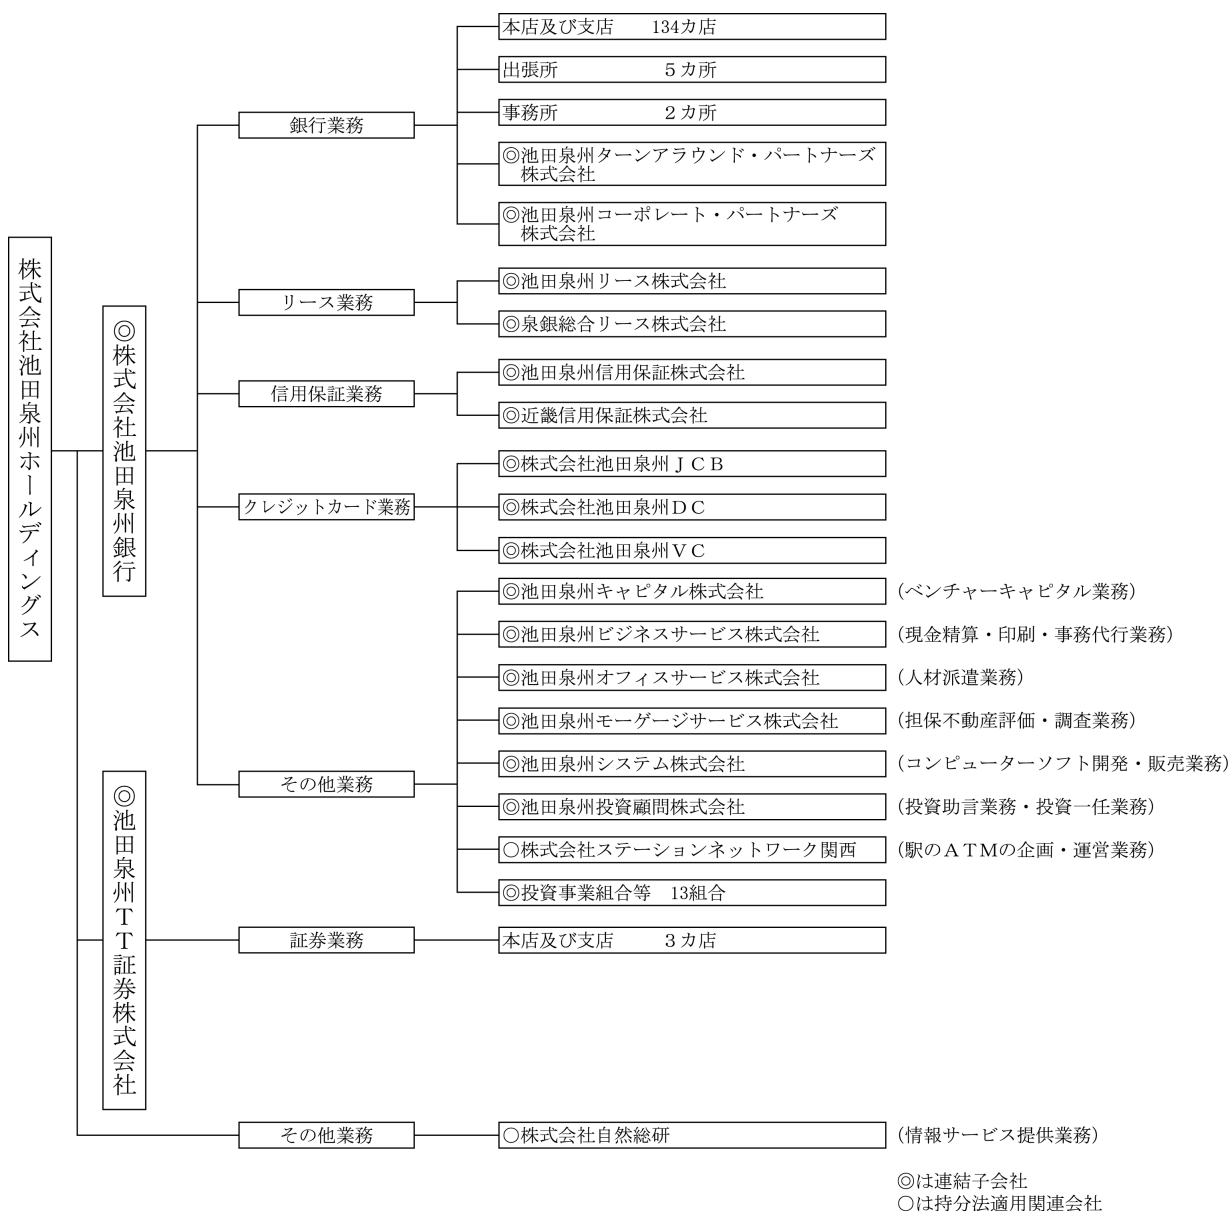 株式会社池田泉州ホールディングス
◎株式会社池田泉州銀行
銀行業務
本店及び支店　134カ店
出張所　５カ所
事務所　２カ所
◎池田泉州ターンアラウンド・パートナーズ
株式会社
◎池田泉州コーポレート・パートナーズ
株式会社
リース業務
◎池田泉州リース株式会社
◎泉銀総合リース株式会社
信用保証業務
◎池田泉州信用保証株式会社
◎近畿信用保証株式会社
クレジットカード業務
◎株式会社池田泉州ＪＣＢ
◎株式会社池田泉州ＤＣ
◎株式会社池田泉州ＶＣ
その他業務
◎池田泉州キャピタル株式会社　（ベンチャーキャピタル業務）
◎池田泉州ビジネスサービス株式会社　（現金精算・印刷・事務代行業務）
◎池田泉州オフィスサービス株式会社　（人材派遣業務）
◎池田泉州モーゲージサービス株式会社　（担保不動産評価・調査業務）
◎池田泉州システム株式会社　（コンピューターソフト開発・販売業務）
◎池田泉州投資顧問株式会社　（投資助言業務・投資一任業務）
○株式会社ステーションネットワーク関西　（駅のＡＴＭの企画・運営業務）
◎投資事業組合等　13組合
◎池田泉州ＴＴ証券株式会社
証券業務
本店及び支店　３カ店
その他業務
○株式会社自然総研　（情報サービス提供業務）
◎は連結子会社
○は持分法適用関連会社